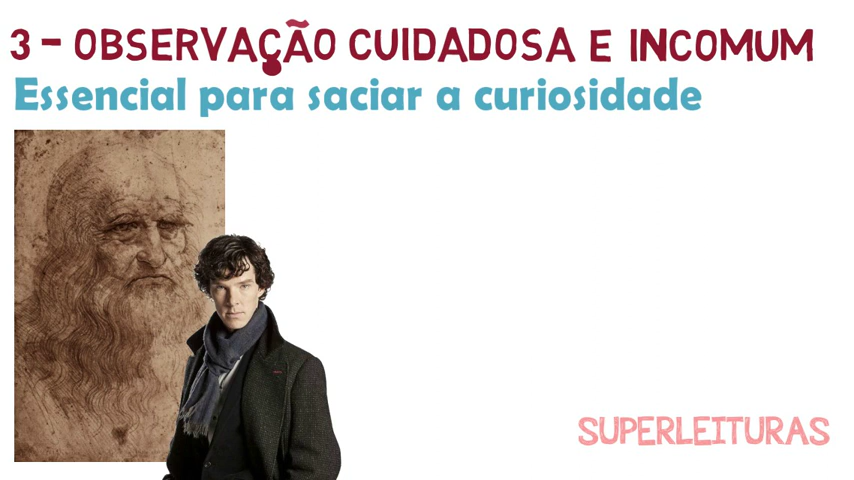 3 - OBSERVAÇÃO CUIDADOSA E INCOMUM
Essencial para saciar a curiosidade
SUPERLEITURAS